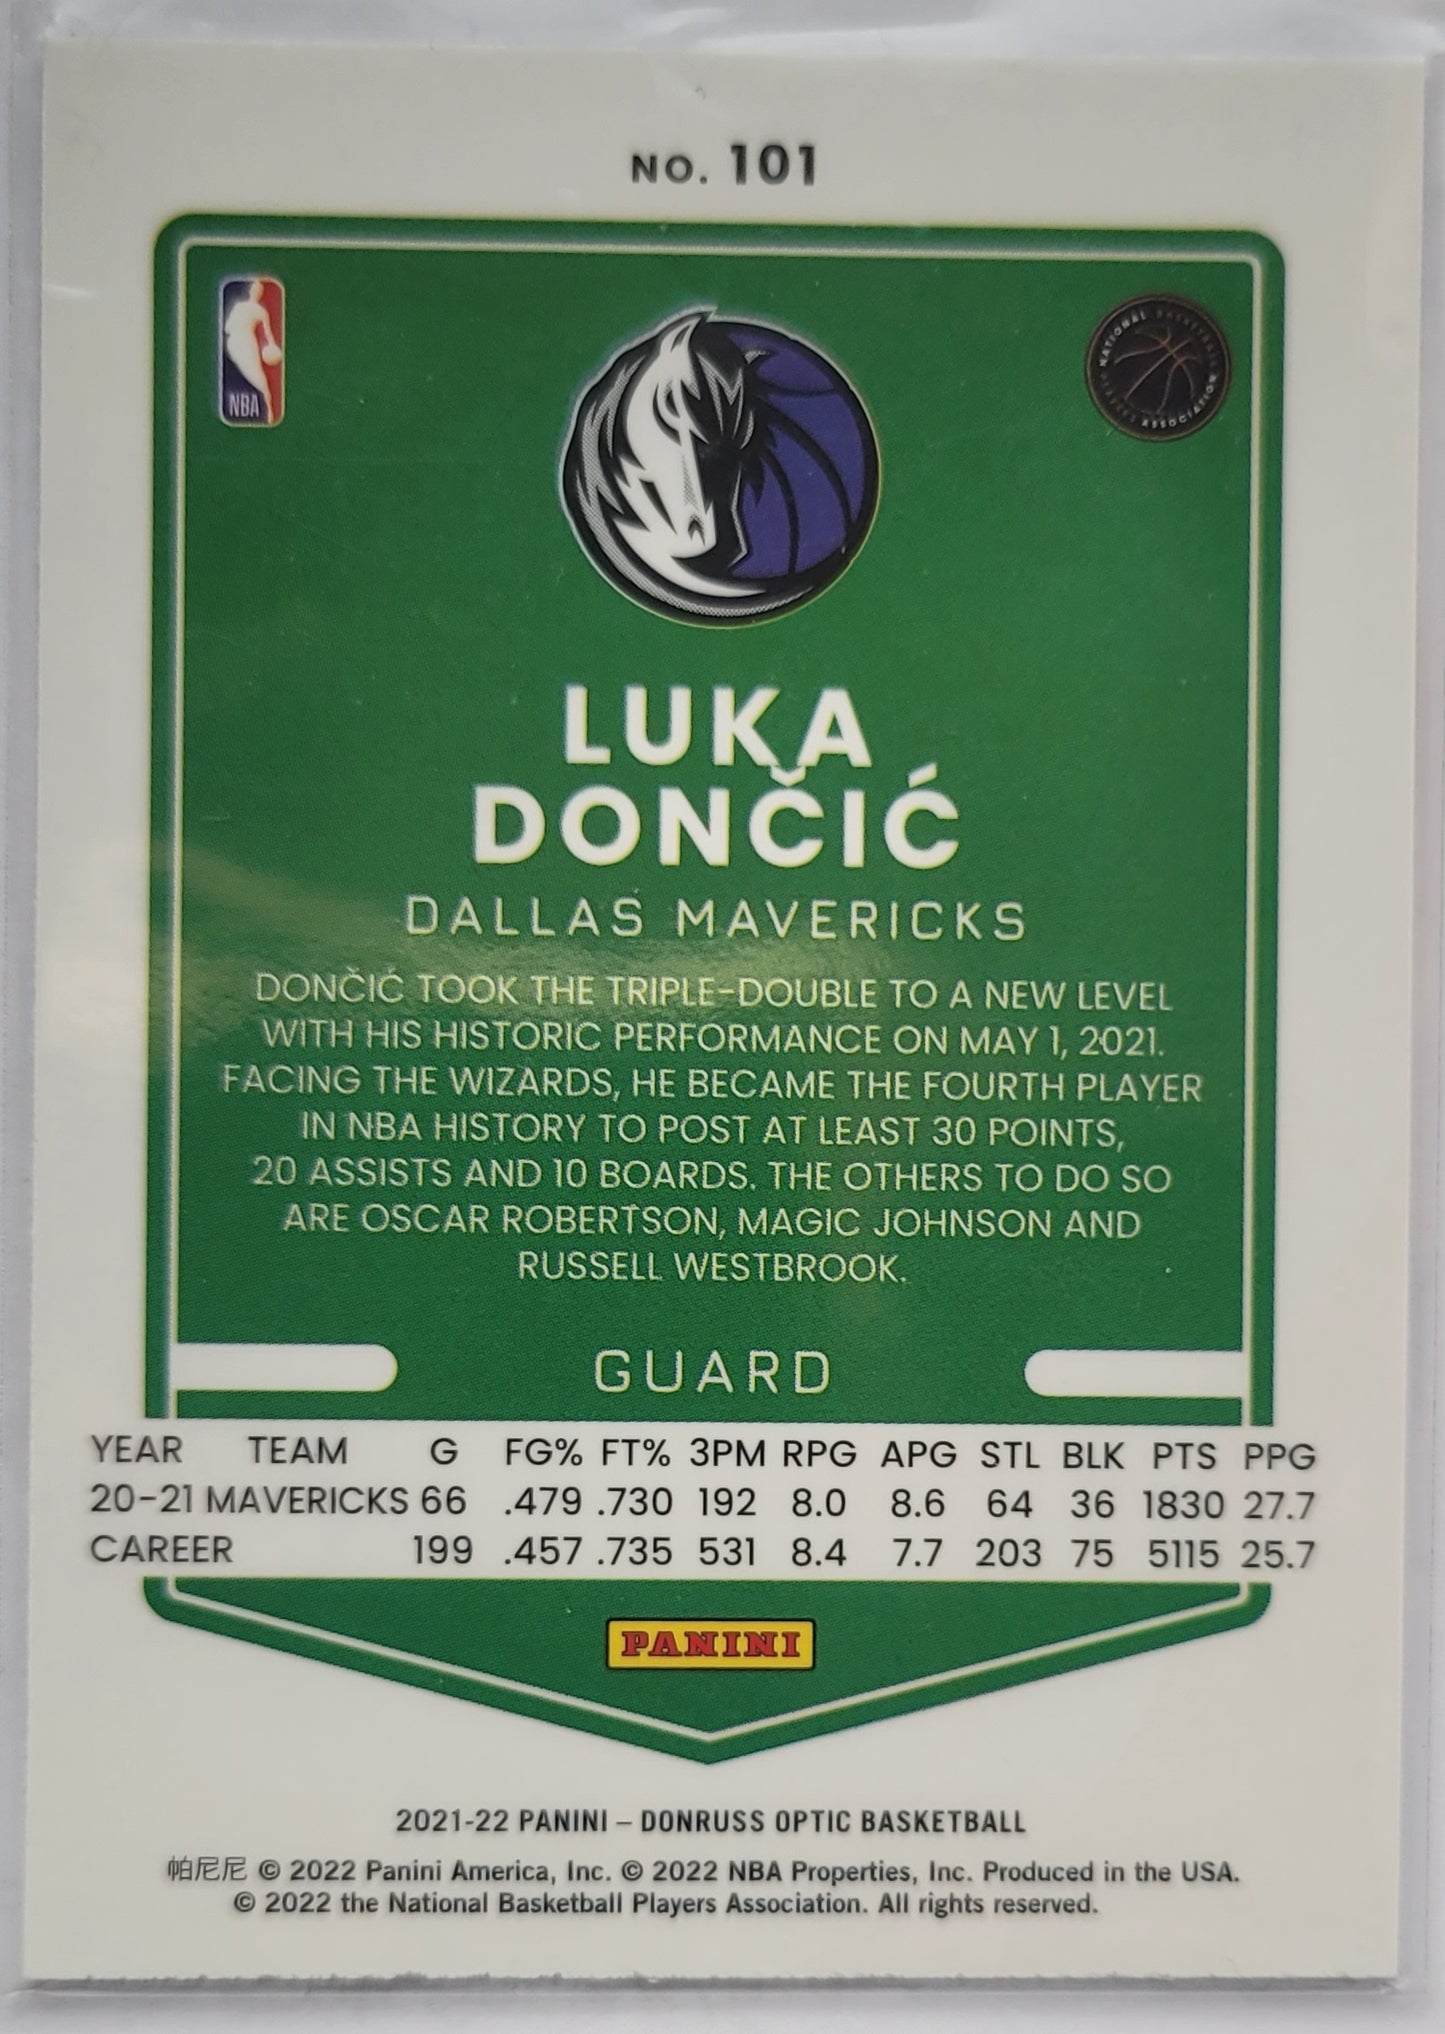 NO. 101
NBA
NATIONAL BASKETBALL PLAYERS ASSOCIATION
LUKA
DONČIĆ
DALLAS MAVERICKS
DONČIĆ TOOK THE TRIPLE-DOUBLE TO A NEW LEVEL
WITH HIS HISTORIC PERFORMANCE ON MAY 1, 2021.
FACING THE WIZARDS, HE BECAME THE FOURTH PLAYER
IN NBA HISTORY TO POST AT LEAST 30 POINTS,
20 ASSISTS AND 10 BOARDS. THE OTHERS TO DO SO
ARE OSCAR ROBERTSON, MAGIC JOHNSON AND
RUSSELL WESTBROOK.
GUARD
YEAR TEAM G FG% FT% 3PM RPG APG STL BLK PTS PPG
20-21 MAVERICKS 66 .479 .730 192 8.0 8.6 64 36 1830 27.7
CAREER 199 .457 .735 531 8.4 7.7 203 75 5115 25.7
PANINI
2021-22 PANINI – DONRUSS OPTIC BASKETBALL
帕尼尼 © 2022 Panini America, Inc. © 2022 NBA Properties, Inc. Produced in the USA.
© 2022 the National Basketball Players Association. All rights reserved.